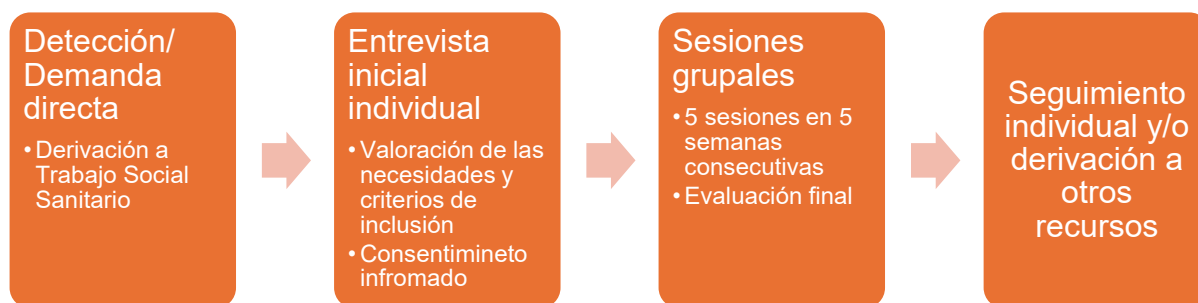 Detección/
Demanda
directa
• Derivación a
Trabajo Social
Sanitario
Entrevista
inicial
individual
• Valoración de las
necesidades y
criterios de
inclusión
• Consentimineto
infromado
Sesiones
grupales
• 5 sesiones en 5
semanas
consecutivas
• Evaluación final
Seguimiento
individual y/o
derivación a
otros
recursos